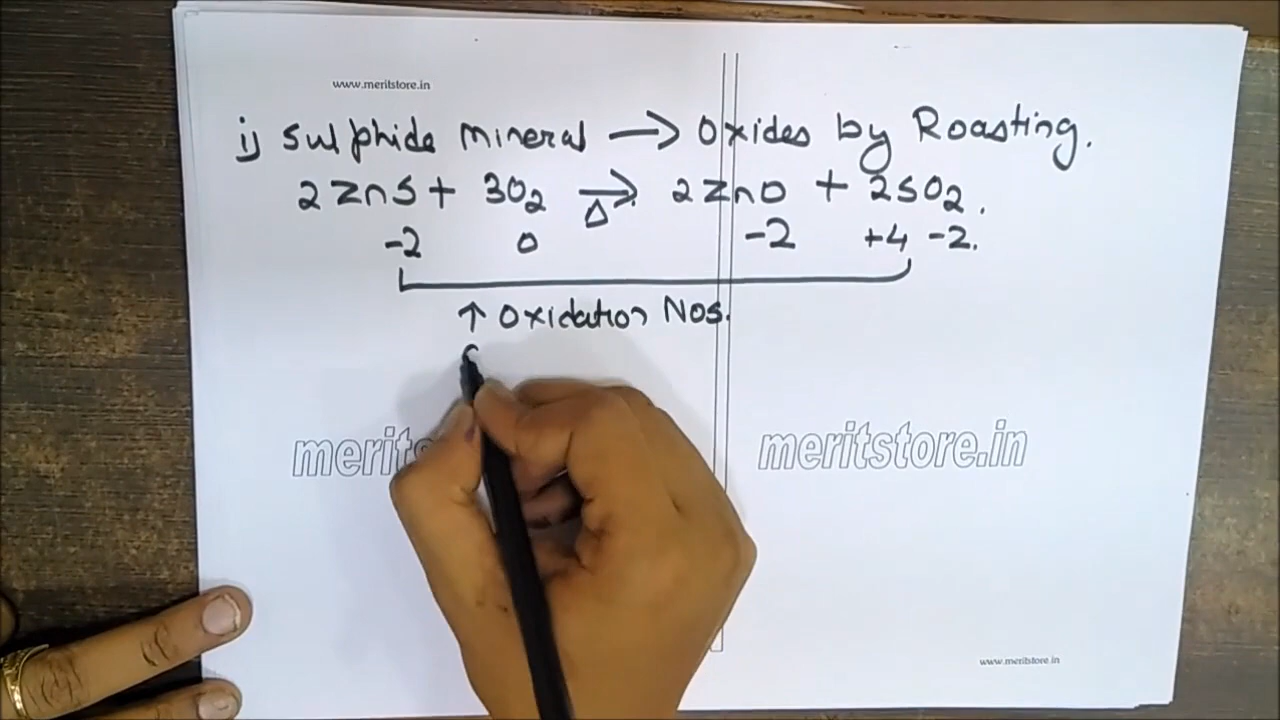 www.meritstore.in
i) Sulphide Mineral → Oxides by Roasting.
2ZnS + 3O₂ →Δ 2ZnO + 2SO₂.
-2 0 -2 +4 -2.
↑ Oxidation Nos.
merits
meritstore.in
www.meritstore.in